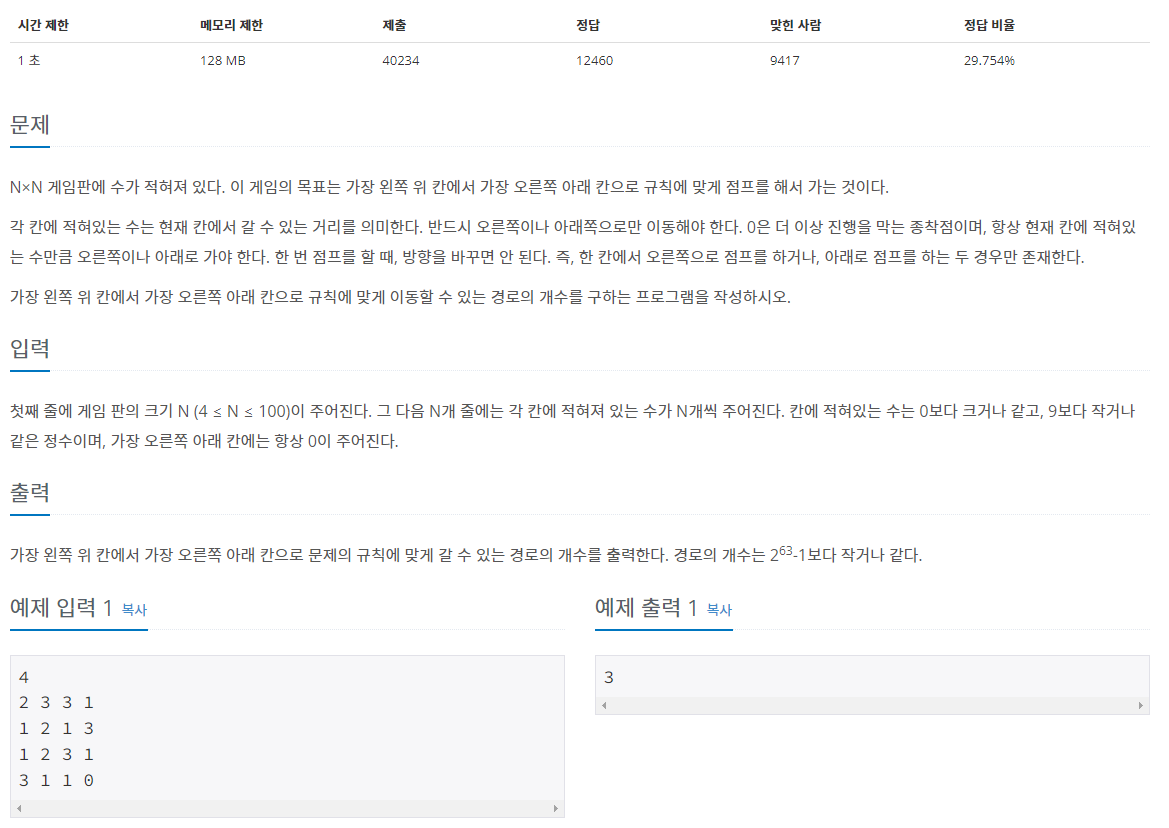 시간 제한 메모리 제한 제출 정답 맞힌 사람 정답 비율
1 초 128 MB 40234 12460 9417 29.754%
문제
N×N 게임판에 수가 적혀져 있다. 이 게임의 목표는 가장 왼쪽 위 칸에서 가장 오른쪽 아래 칸으로 규칙에 맞게 점프를 해서 가는 것이다.
각 칸에 적혀있는 수는 현재 칸에서 갈 수 있는 거리를 의미한다. 반드시 오른쪽이나 아래쪽으로만 이동해야 한다. 0은 더 이상 진행을 막는 종착점이며, 항상 현재 칸에 적혀있
는 수만큼 오른쪽이나 아래로 가야 한다. 한 번 점프를 할 때, 방향을 바꾸면 안 된다. 즉, 한 칸에서 오른쪽으로 점프를 하거나, 아래로 점프를 하는 두 경우만 존재한다.
가장 왼쪽 위 칸에서 가장 오른쪽 아래 칸으로 규칙에 맞게 이동할 수 있는 경로의 개수를 구하는 프로그램을 작성하시오.
입력
첫째 줄에 게임 판의 크기 N (4 ≤ N ≤ 100)이 주어진다. 그 다음 N개 줄에는 각 칸에 적혀져 있는 수가 N개씩 주어진다. 칸에 적혀있는 수는 0보다 크거나 같고, 9보다 작거나
같은 정수이며, 가장 오른쪽 아래 칸에는 항상 0이 주어진다.
출력
가장 왼쪽 위 칸에서 가장 오른쪽 아래 칸으로 문제의 규칙에 맞게 갈 수 있는 경로의 개수를 출력한다. 경로의 개수는 2^63-1보다 작거나 같다.
예제 입력 1 복사
4
2 3 3 1
1 2 1 3
1 2 3 1
3 1 1 0
예제 출력 1 복사
3